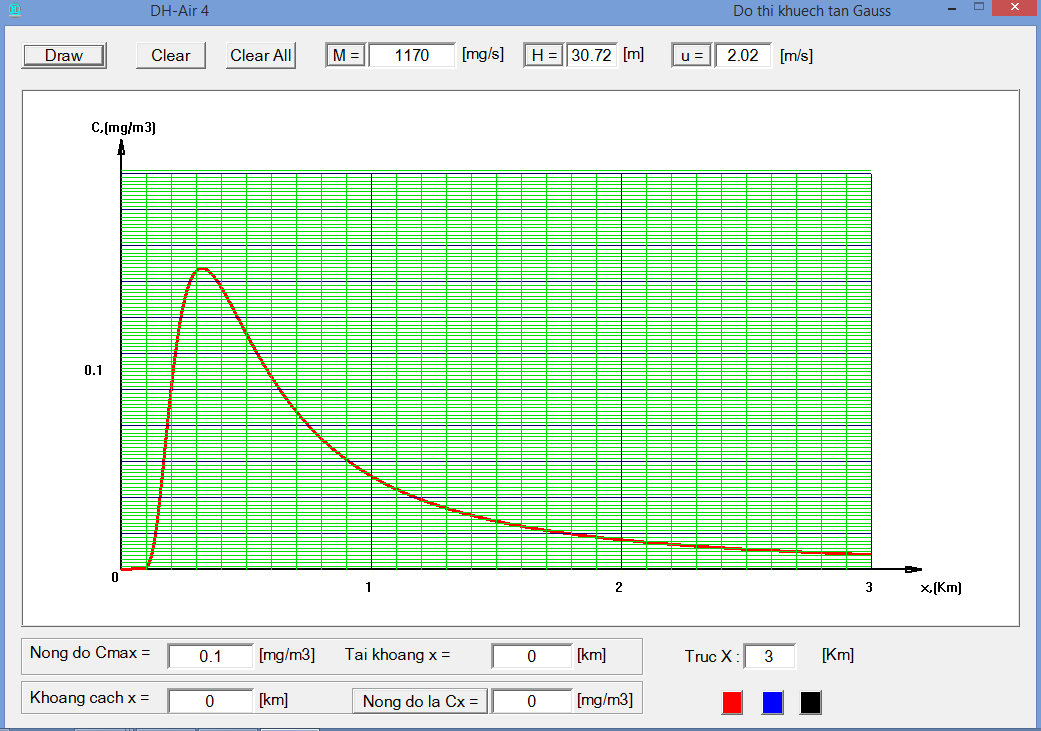 DH-Air 4 Do thi khuech tan Gauss
Draw Clear Clear All M = 1170 [mg/s] H = 30.72 [m] u = 2.02 [m/s]
C,(mg/m3)
0.1
0
1 2 3 x,(Km)
Nong do Cmax = 0.1 [mg/m3] Tai khoang x = 0 [km] Truc X : 3 [Km]
Khoang cach x = 0 [km] Nong do la Cx = 0 [mg/m3]